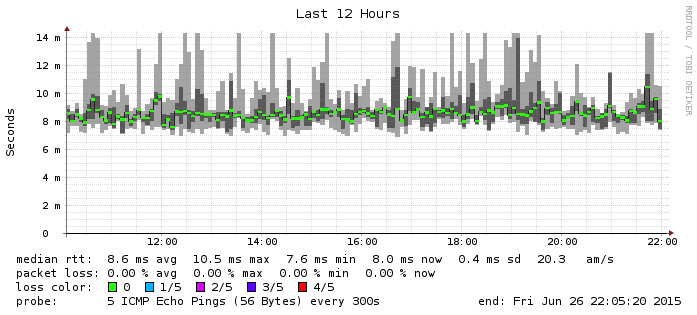 Last 12 Hours
RRDTOOL / TOBI OETIKER
Seconds
14 m
12 m
10 m
8 m
6 m
4 m
2 m
0
12:00 14:00 16:00 18:00 20:00 22:00
median rtt: 8.6 ms avg 10.5 ms max 7.6 ms min 8.0 ms now 0.4 ms sd 20.3 am/s
packet loss: 0.00 % avg 0.00 % max 0.00 % min 0.00 % now
loss color: 0 1/5 2/5 3/5 4/5
probe: 5 ICMP Echo Pings (56 Bytes) every 300s end: Fri Jun 26 22:05:20 2015